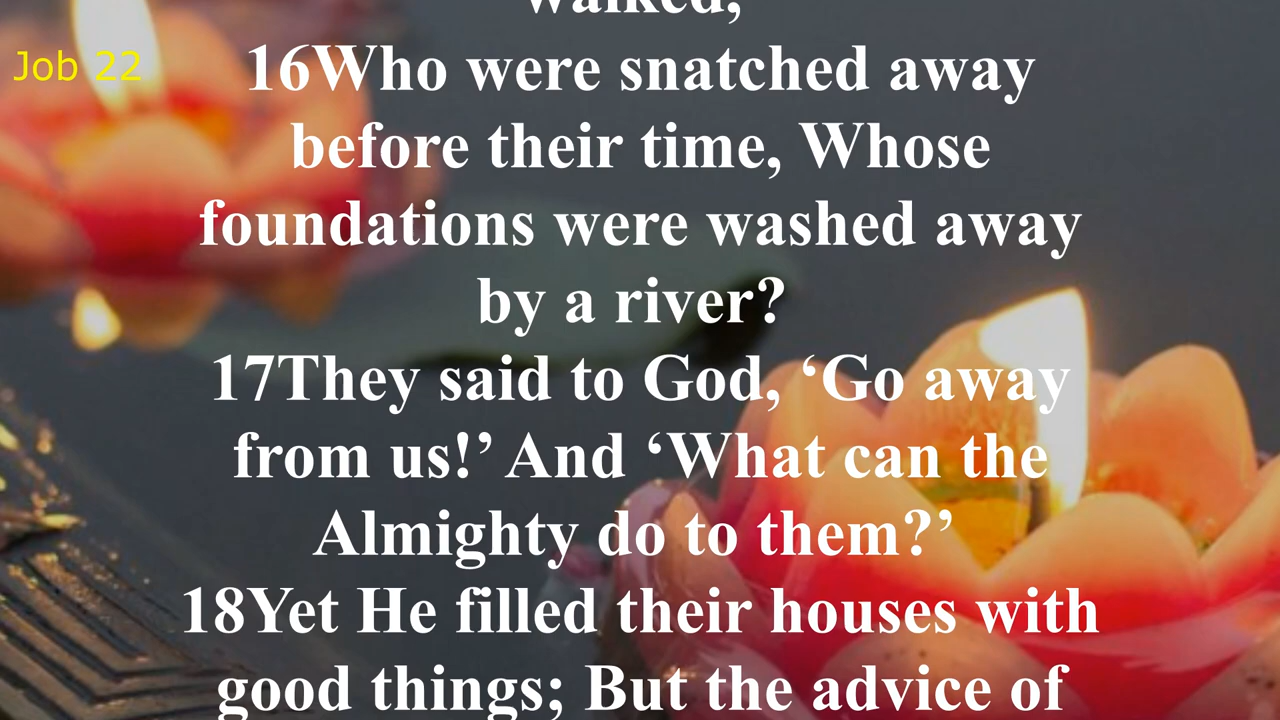 walked,
Job 22
16Who were snatched away
before their time, Whose
foundations were washed away
by a river?
17They said to God, ‘Go away
from us!’ And ‘What can the
Almighty do to them?’
18Yet He filled their houses with
good things; But the advice of